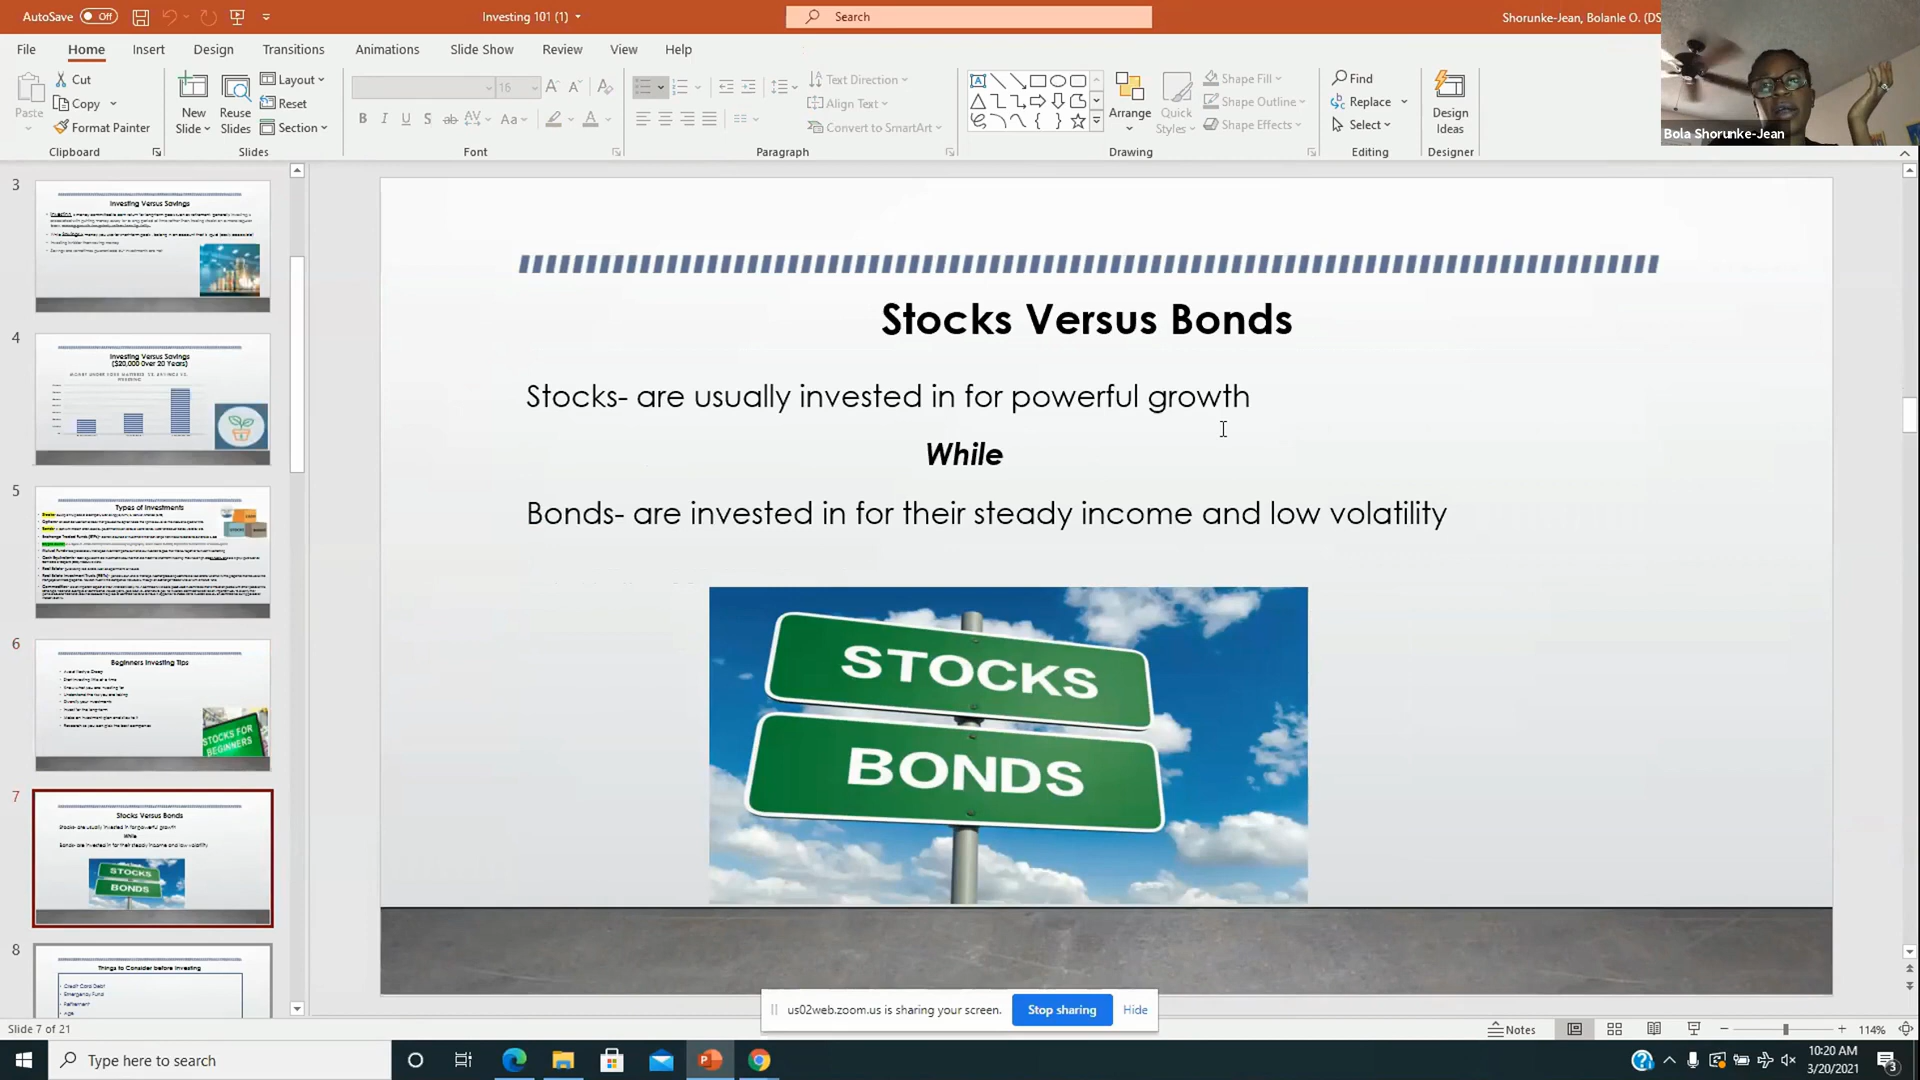 AutoSave Off
Investing 101 (1)
Search
Shorunke-Jean, Bolanle O. (DS
File Home Insert Design Transitions Animations Slide Show Review View Help
Paste
Cut
Copy
Format Painter
Clipboard
New Slide
Reuse Slides
Layout
Reset
Section
Slides
16
Font
Text Direction
Align Text
Convert to SmartArt
Paragraph
Arrange
Quick Styles
Shape Fill
Shape Outline
Shape Effects
Drawing
Find
Replace
Select
Editing
Design Ideas
Designer
Bola Shorunke-Jean
3
Investing Versus Savings
4
Investing Versus Savings
($20,000 Over 20 Years)
5
Types of Investments
6
Beginners Investing Tips
STOCKS FOR
BEGINNERS
7
Stocks Versus Bonds
Stocks- are usually invested in for powerful growth
While
Bonds- are invested in for their steady income and low volatility
STOCKS
BONDS
8
Things to Consider before Investing
Credit Card Debt
Emergency Fund
Retirement
Age
Stocks Versus Bonds
Stocks- are usually invested in for powerful growth
While
Bonds- are invested in for their steady income and low volatility
STOCKS
BONDS
us02web.zoom.us is sharing your screen.
Stop sharing
Hide
Slide 7 of 21
Notes
114%
Type here to search
10:20 AM
3/20/2021
3